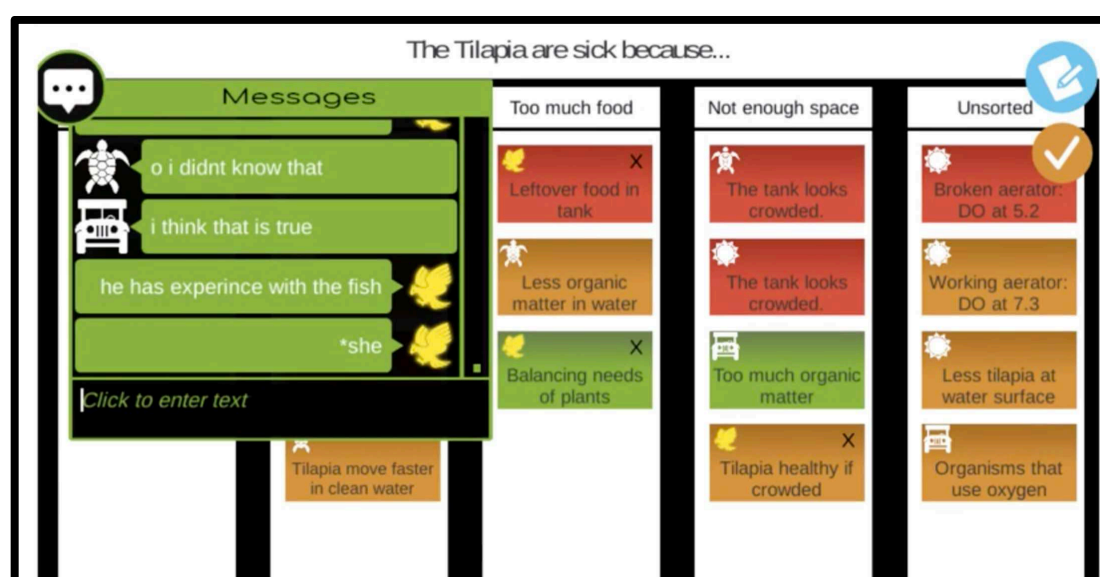 The Tilapia are sick because...
Messages
o i didnt know that
i think that is true
he has experince with the fish
*she
Click to enter text
Tilapia move faster
in clean water
Too much food
X
Leftover food in
tank
Less organic
matter in water
X
Balancing needs
of plants
Not enough space
The tank looks
crowded.
The tank looks
crowded.
Too much organic
matter
X
Tilapia healthy if
crowded
Unsorted
Broken aerator:
DO at 5.2
Working aerator:
DO at 7.3
Less tilapia at
water surface
Organisms that
use oxygen